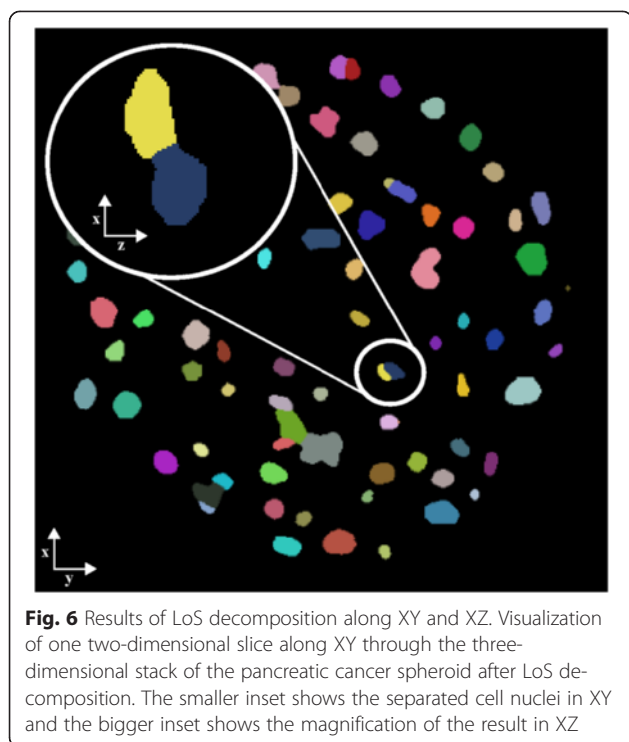 x
z
x
y
Fig. 6 Results of LoS decomposition along XY and XZ. Visualization
of one two-dimensional slice along XY through the three-
dimensional stack of the pancreatic cancer spheroid after LoS de-
composition. The smaller inset shows the separated cell nuclei in XY
and the bigger inset shows the magnification of the result in XZ